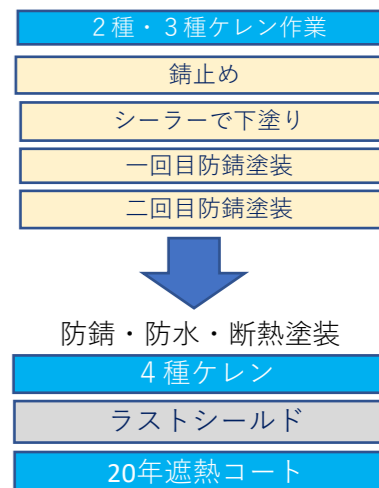 ２種・３種ケレン作業
錆止め
シーラーで下塗り
一回目防錆塗装
二回目防錆塗装
防錆・防水・断熱塗装
４種ケレン
ラストシールド
20年遮熱コート